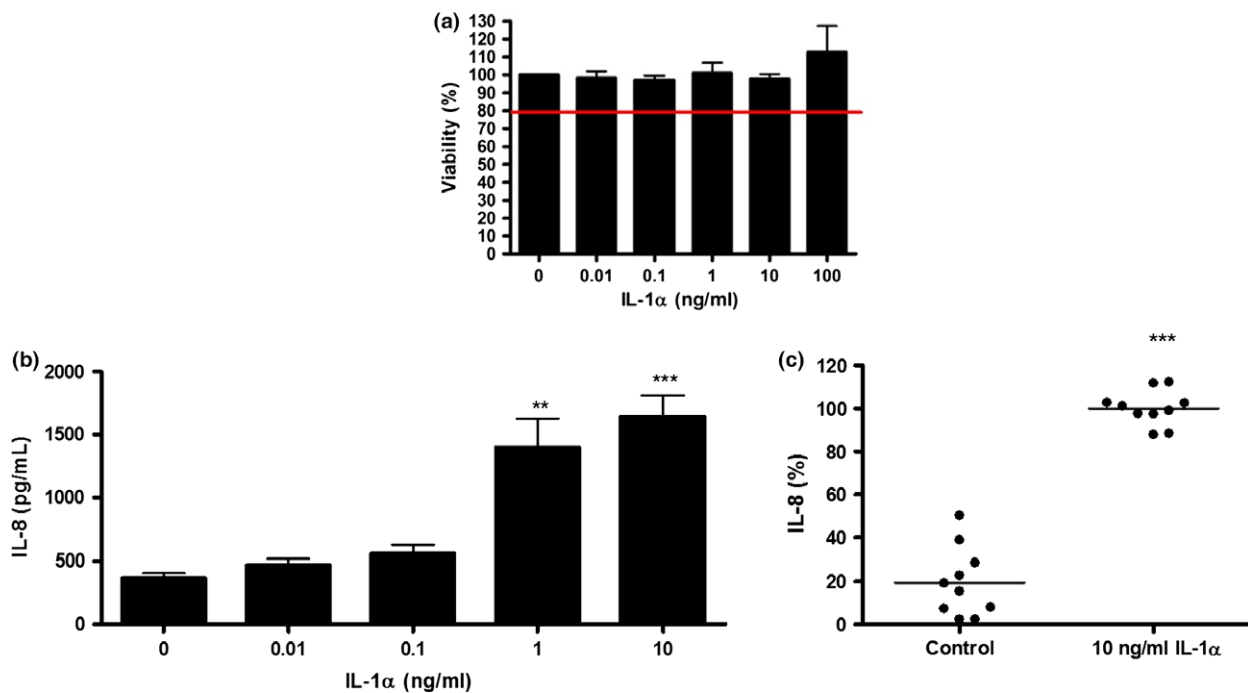 (a)
130
120
110
100
90
80
70
60
50
40
30
20
10
0
Viability (%)
0 0.01 0.1 1 10 100
IL-1α (ng/ml)
(b)
2000
1500
1000
500
0
IL-8 (pg/mL)
** ***
0 0.01 0.1 1 10
IL-1α (ng/ml)
(c)
***
120
100
80
60
40
20
0
IL-8 (%)
Control 10 ng/ml IL-1α